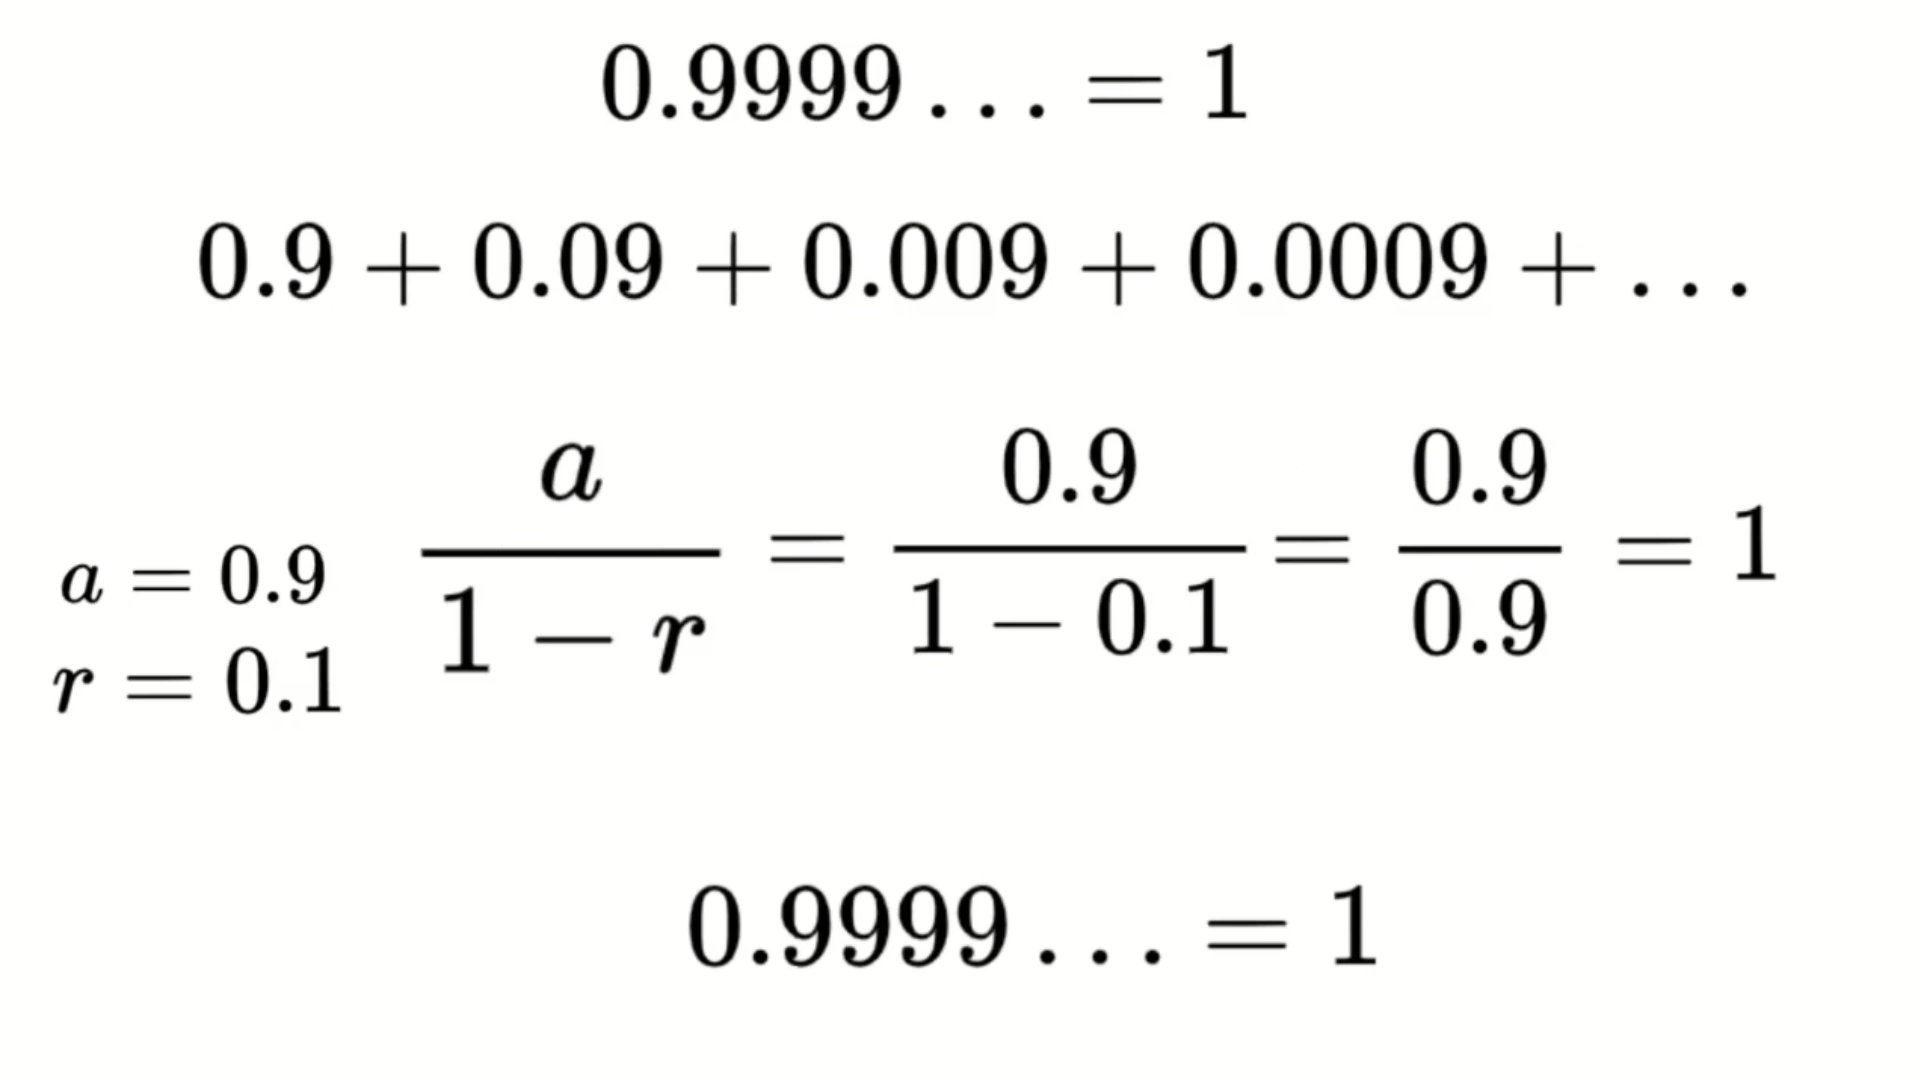 0.9999 . . . = 1
0.9 + 0.09 + 0.009 + 0.0009 + . . .
a = 0.9
r = 0.1
a / (1 − r) = 0.9 / (1 − 0.1) = 0.9 / 0.9 = 1
0.9999 . . . = 1